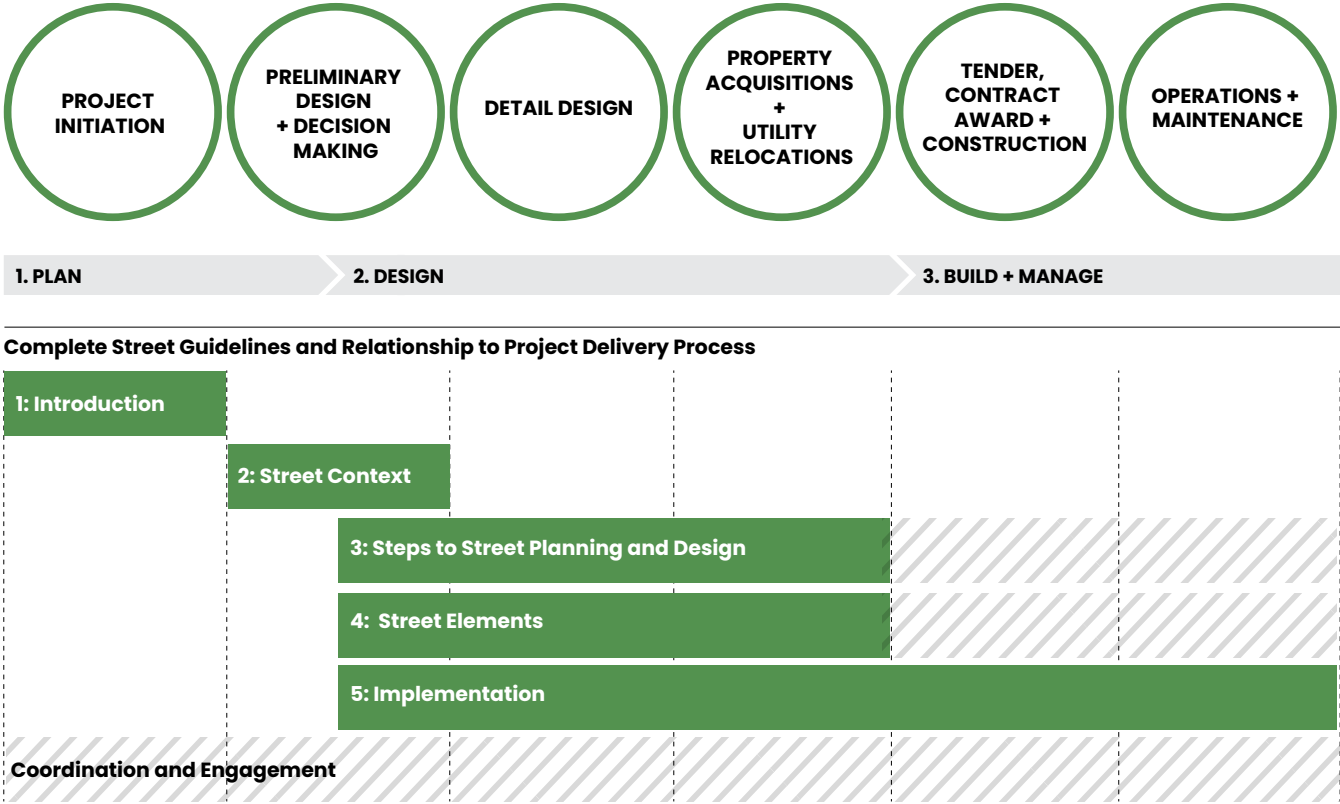 PROJECT
INITIATION
PRELIMINARY
DESIGN
+ DECISION
MAKING
DETAIL DESIGN
PROPERTY
ACQUISITIONS
+
UTILITY
RELOCATIONS
TENDER,
CONTRACT
AWARD +
CONSTRUCTION
OPERATIONS +
MAINTENANCE
1. PLAN
2. DESIGN
3. BUILD + MANAGE
Complete Street Guidelines and Relationship to Project Delivery Process
1: Introduction
2: Street Context
3: Steps to Street Planning and Design
4: Street Elements
5: Implementation
Coordination and Engagement